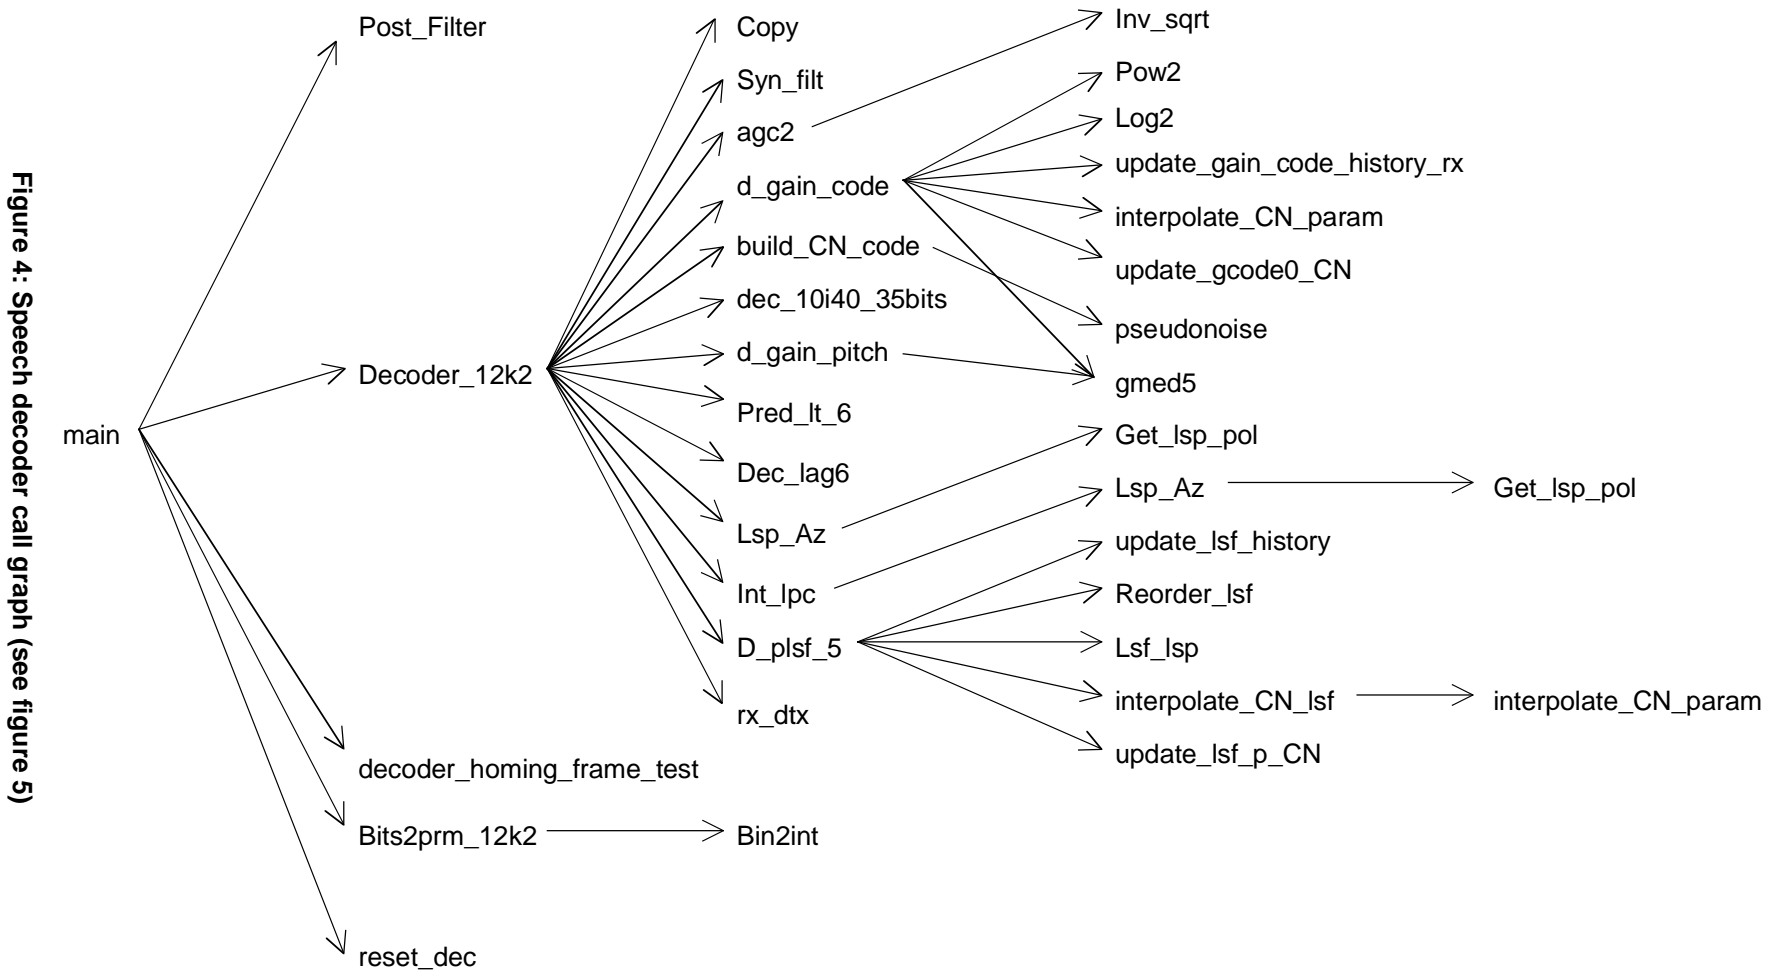 Figure 4: Speech decoder call graph (see figure 5)
main
Post_Filter
Decoder_12k2
decoder_homing_frame_test
Bits2prm_12k2
reset_dec
Copy
Syn_filt
agc2
d_gain_code
build_CN_code
dec_10i40_35bits
d_gain_pitch
Pred_lt_6
Dec_lag6
Lsp_Az
Int_lpc
D_plsf_5
rx_dtx
Bin2int
Inv_sqrt
Pow2
Log2
update_gain_code_history_rx
interpolate_CN_param
update_gcode0_CN
pseudonoise
gmed5
Get_lsp_pol
Lsp_Az
update_lsf_history
Reorder_lsf
Lsf_lsp
interpolate_CN_lsf
update_lsf_p_CN
Get_lsp_pol
interpolate_CN_param